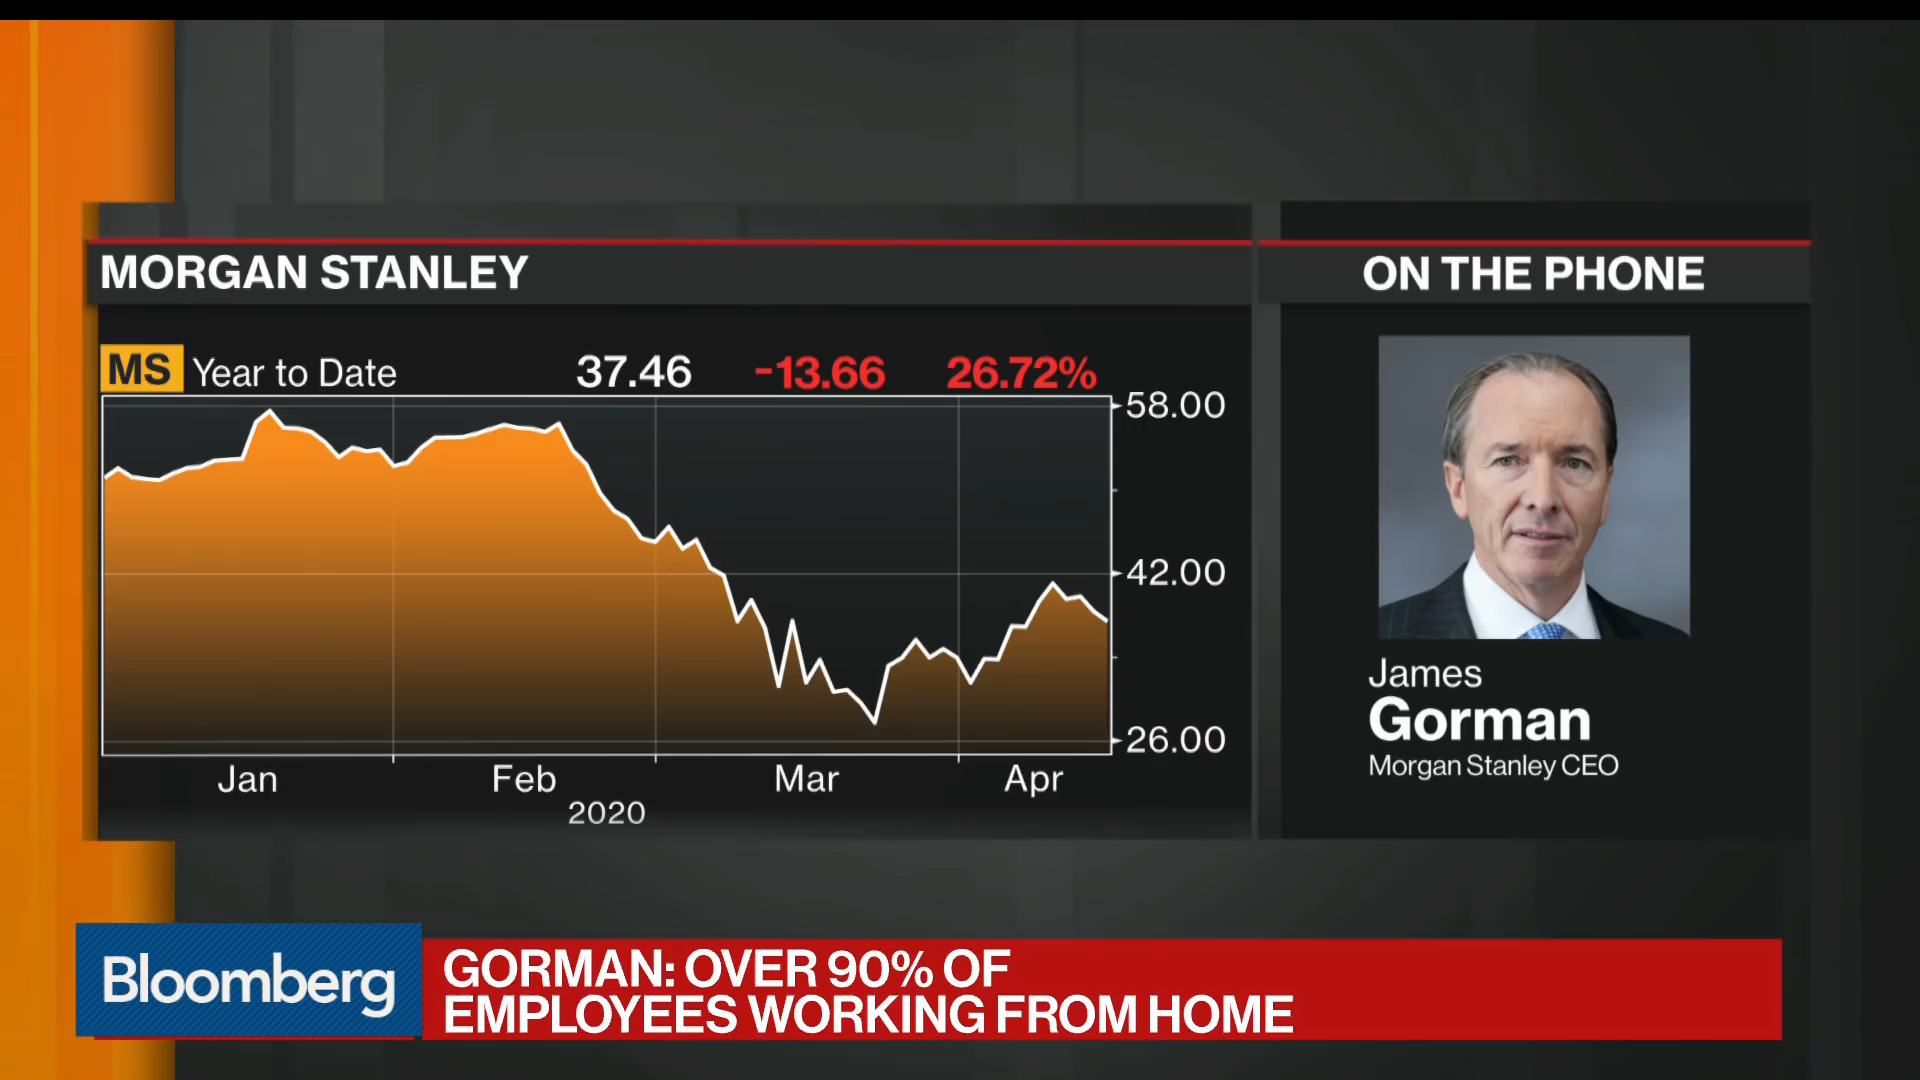 MORGAN STANLEY
MS Year to Date 37.46 -13.66 26.72%
58.00
42.00
26.00
Jan Feb Mar Apr
2020
ON THE PHONE
James
Gorman
Morgan Stanley CEO
Bloomberg
GORMAN: OVER 90% OF
EMPLOYEES WORKING FROM HOME